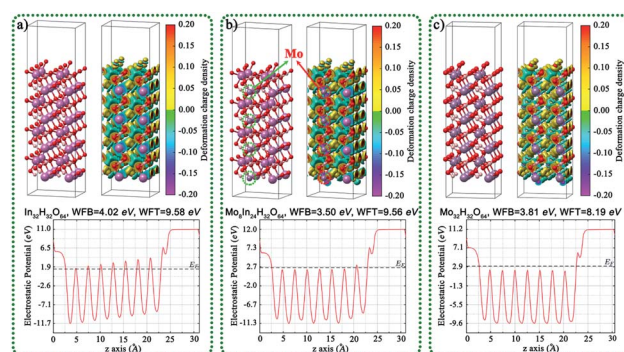 a)
0.20
0.15
0.10
0.05
0.00
-0.05
-0.10
-0.15
-0.20
Deformation charge density
In32H32O64, WFB=4.02 eV, WFT=9.58 eV
Electrostatic Potential (eV)
11.0
6.5
1.9
-2.6
-7.1
-11.7
EF
0 5 10 15 20 25 30
z axis (Å)
b)
Mo
0.20
0.15
0.10
0.05
0.00
-0.05
-0.10
-0.15
-0.20
Deformation charge density
Mo8In24H32O64, WFB=3.50 eV, WFT=9.56 eV
Electrostatic Potential (eV)
12.0
7.3
2.7
-2.0
-6.6
-11.3
EF
0 5 10 15 20 25 30
z axis (Å)
c)
0.20
0.15
0.10
0.05
0.00
-0.05
-0.10
-0.15
-0.20
Deformation charge density
Mo32H32O64, WFB=3.81 eV, WFT=8.19 eV
Electrostatic Potential (eV)
11.3
7.1
2.9
-1.3
-5.5
-9.6
EF
0 5 10 15 20 25 30
z axis (Å)